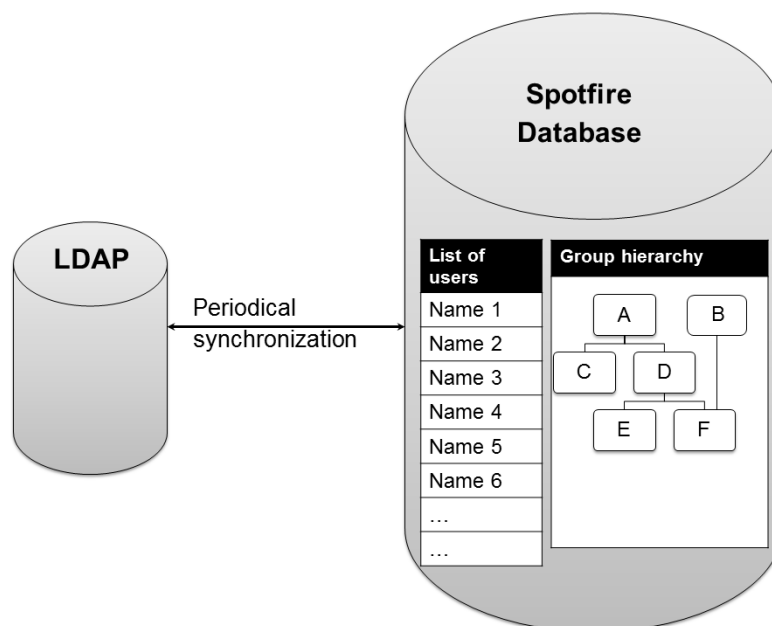 Spotfire
Database
LDAP
Periodical
synchronization
List of
users
Name 1
Name 2
Name 3
Name 4
Name 5
Name 6
…
…
Group hierarchy
A
B
C
D
E
F